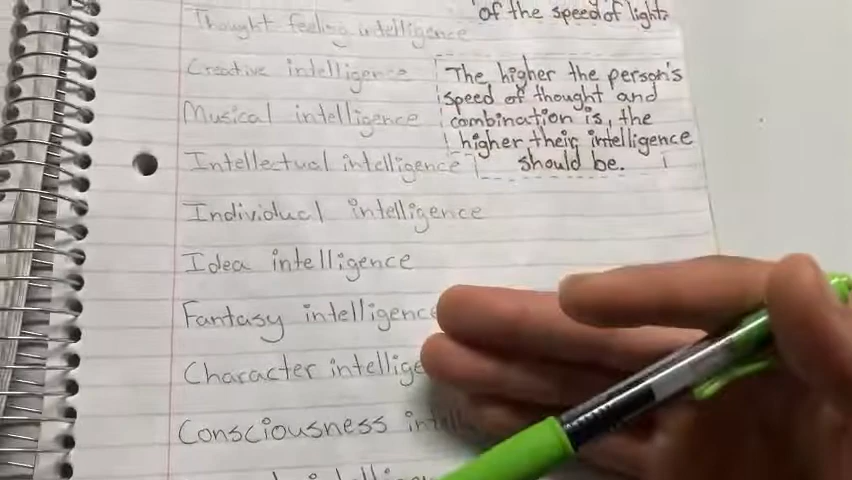 of the speed of light.
Thought feeling intelligence
Creative intelligence
Musical intelligence
Intellectual intelligence
The higher the person's
speed of thought and
combination is, the
higher their intelligence
should be.
Individual intelligence
Idea intelligence
Fantasy intelligence
Character
Consciousness